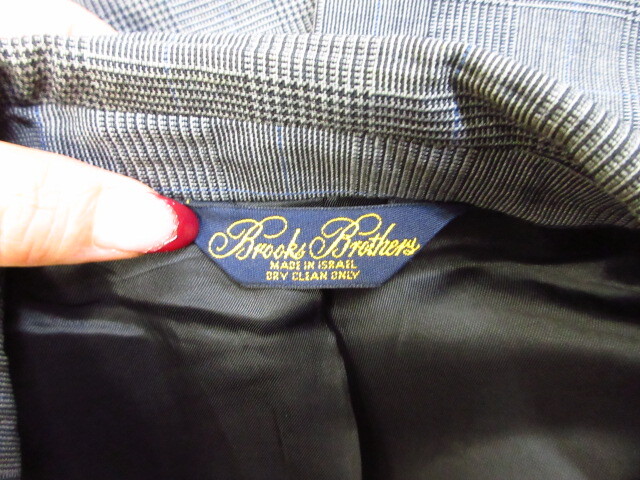 Brooks Brothers
MADE IN ISRAEL
DRY CLEAN ONLY